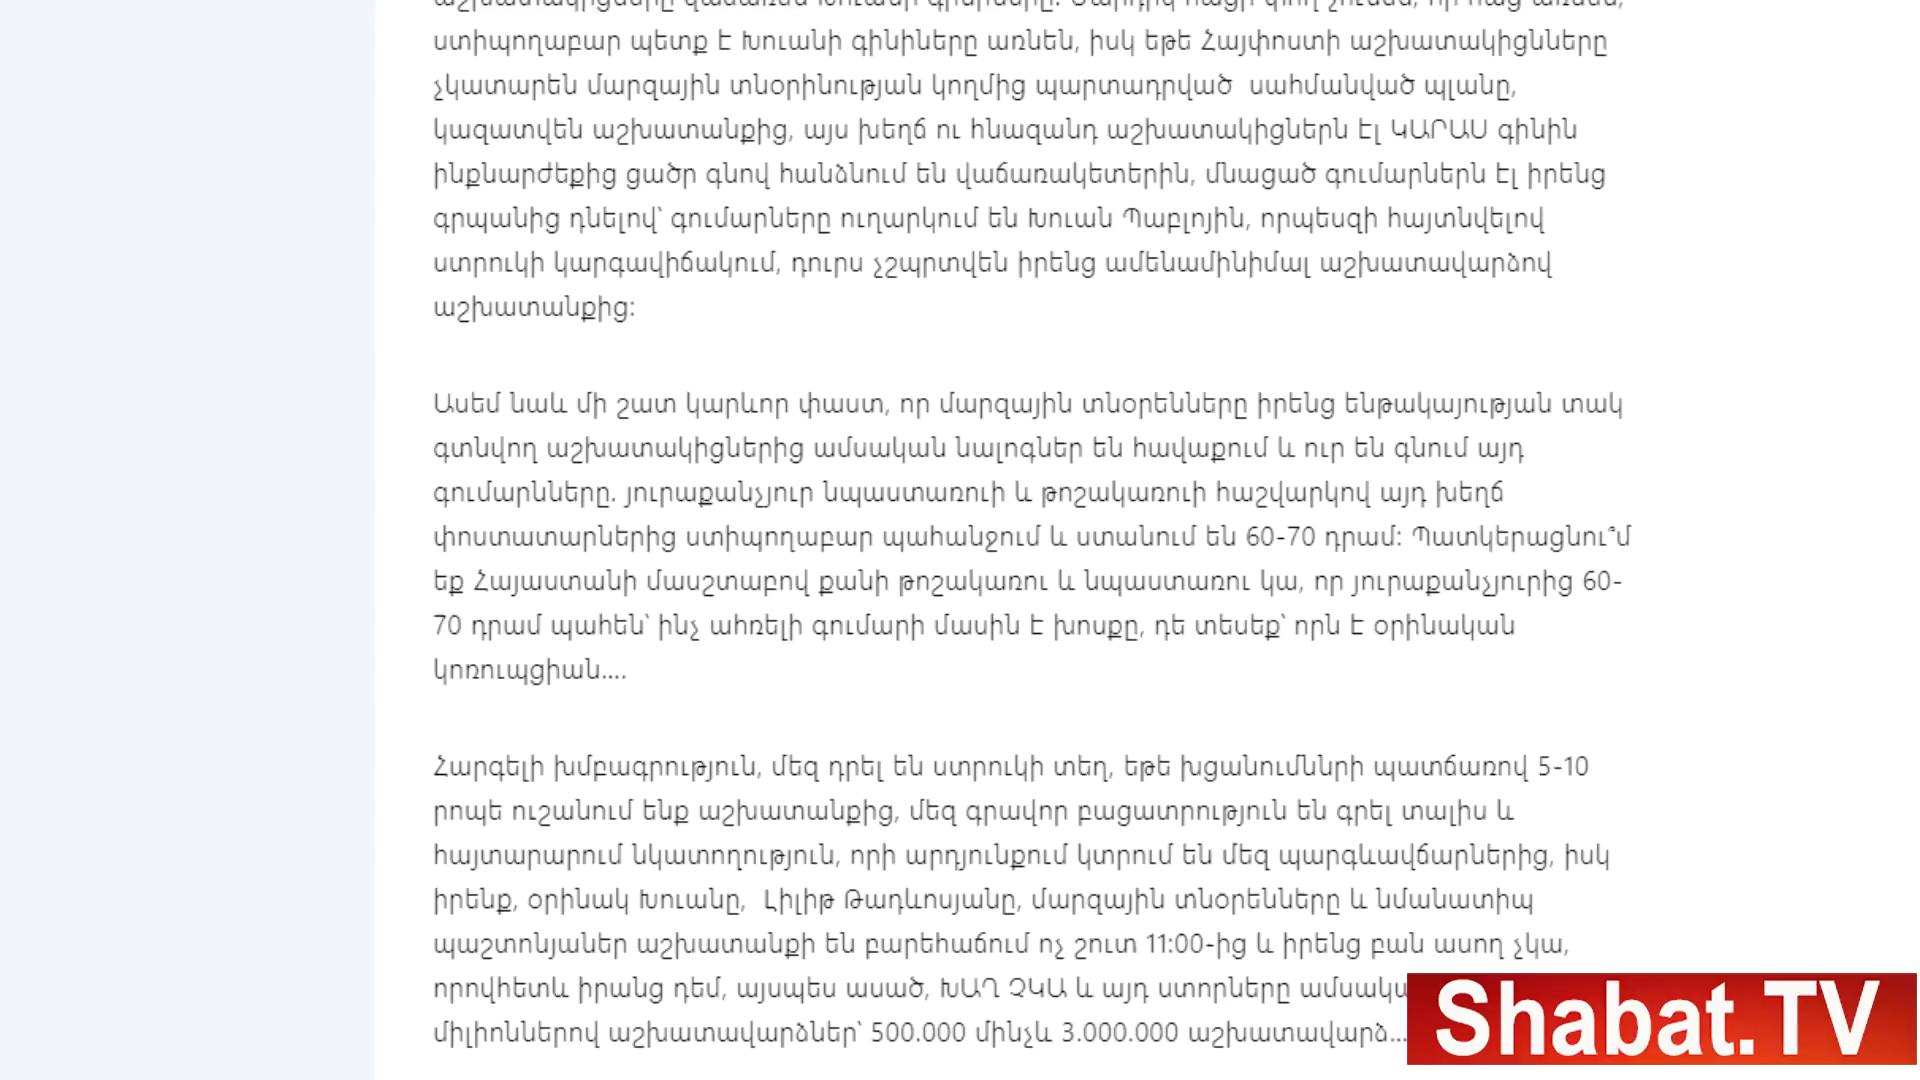 ստիպողաբար պետք է Խուանի գինիները առնեն, իսկ եթե Հայփոստի աշխատակիցնները
չկատարեն մարզային տնօրինության կողմից պարտադրված  սահմանված պլանը,
կազատվեն աշխատանքից, այս խեղճ ու հնազանդ աշխատակիցներն էլ ԿԱՐԱՍ գինին
ինքնարժեքից ցածր գնով հանձնում են վաճառակետերին, մնացած գումարներն էլ իրենց
գրպանից դնելով՝ գումարները ուղարկում են Խուան Պաբլոյին, որպեսզի հայտնվելով
ստրուկի կարգավիճակում, դուրս չշպրտվեն իրենց ամենամինիմալ աշխատավարձով
աշխատանքից:
Ասեմ նաև մի շատ կարևոր փաստ, որ մարզային տնօրենները իրենց ենթակայության տակ
գտնվող աշխատակիցներից ամսական նալոգներ են հավաքում և ուր են գնում այդ
գումարնները. յուրաքանչյուր նպաստառուի և թոշակառուի հաշվարկով այդ խեղճ
փոստատարներից ստիպողաբար պահանջում և ստանում են 60-70 դրամ: Պատկերացնու՞մ
եք Հայաստանի մասշտաբով քանի թոշակառու և նպաստառու կա, որ յուրաքանչյուրից 60-
70 դրամ պահեն՝ ինչ ահռելի գումարի մասին է խոսքը, դե տեսեք՝ որն է օրինական
կոռուպցիան....
Հարգելի խմբագրություն, մեզ դրել են ստրուկի տեղ, եթե խցանումննրի պատճառով 5-10
րոպե ուշանում ենք աշխատանքից, մեզ գրավոր բացատրություն են գրել տալիս և
հայտարարում նկատողություն, որի արդյունքում կտրում են մեզ պարգևավճարներից, իսկ
իրենք, օրինակ Խուանը,  Լիլիթ Թադևոսյանը, մարզային տնօրենները և նմանատիպ
պաշտոնյաներ աշխատանքի են բարեհաճում ոչ շուտ 11:00-ից և իրենց բան ասող չկա,
որովհետև իրանց դեմ, այսպես ասած, ԽԱՂ ՉԿԱ և այդ ստորները
միլիոններով աշխատավարձներ՝ 500.000 մինչև 3.000.000 աշխատավարձ...
Shabat.TV